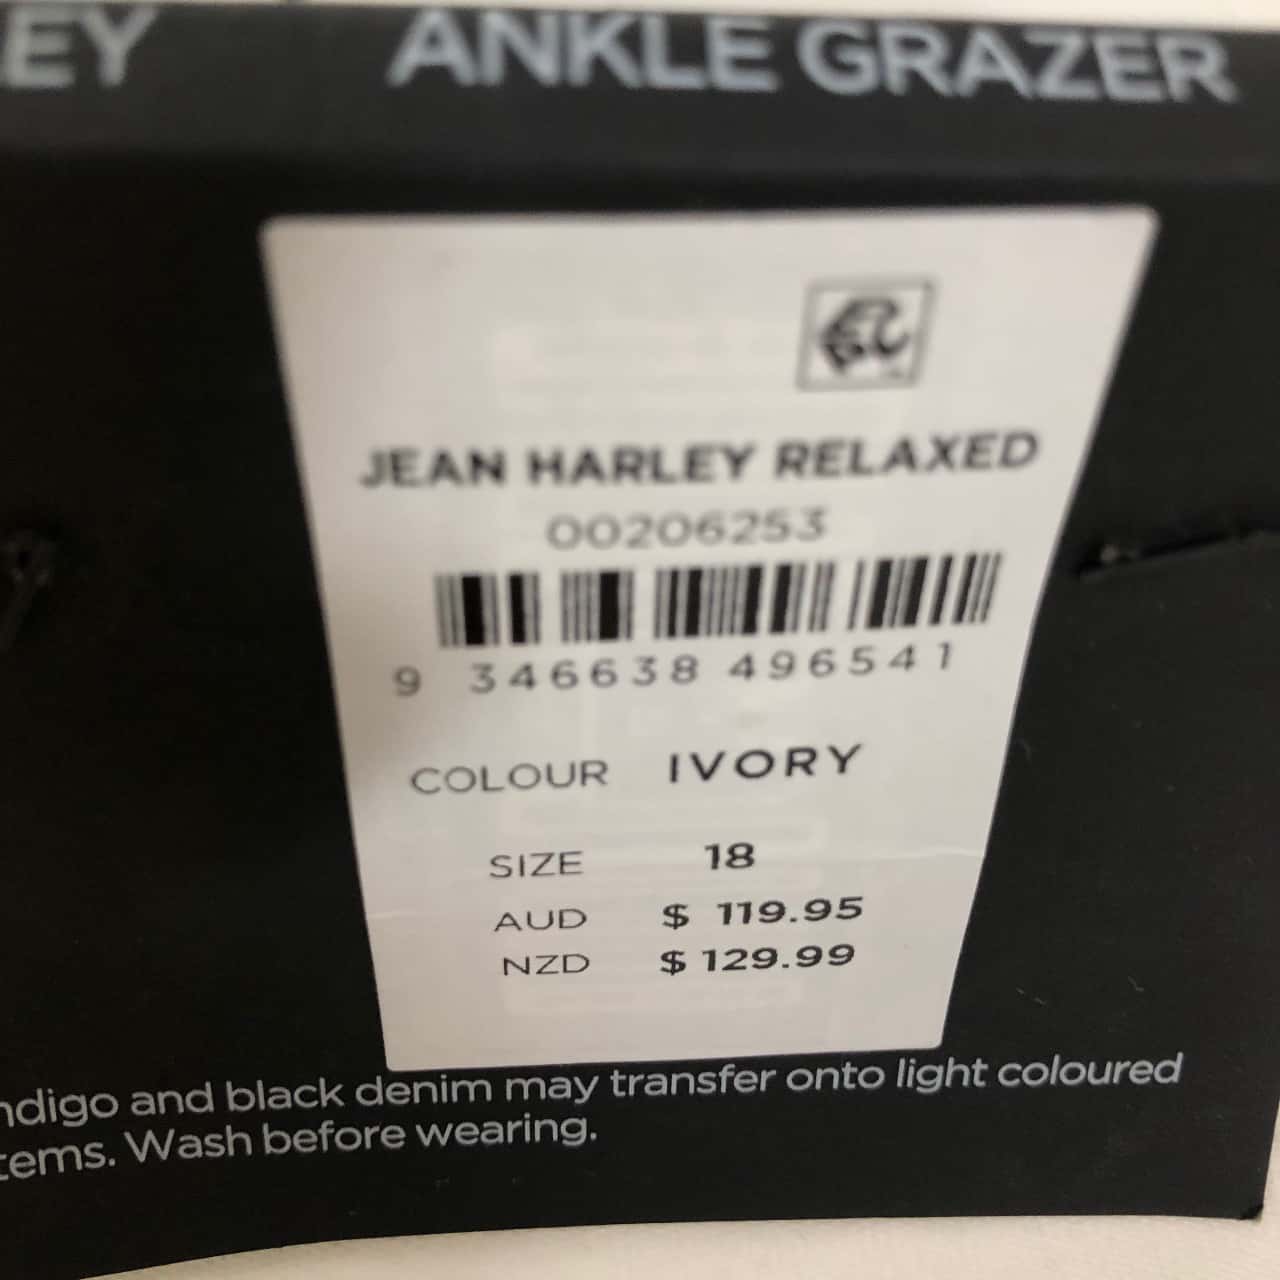 EY ANKLE GRAZER
JEAN HARLEY RELAXED
00206253
9 346638 496541
COLOUR IVORY
SIZE 18
AUD $ 119.95
NZD $ 129.99
ndigo and black denim may transfer onto light coloured
tems. Wash before wearing.